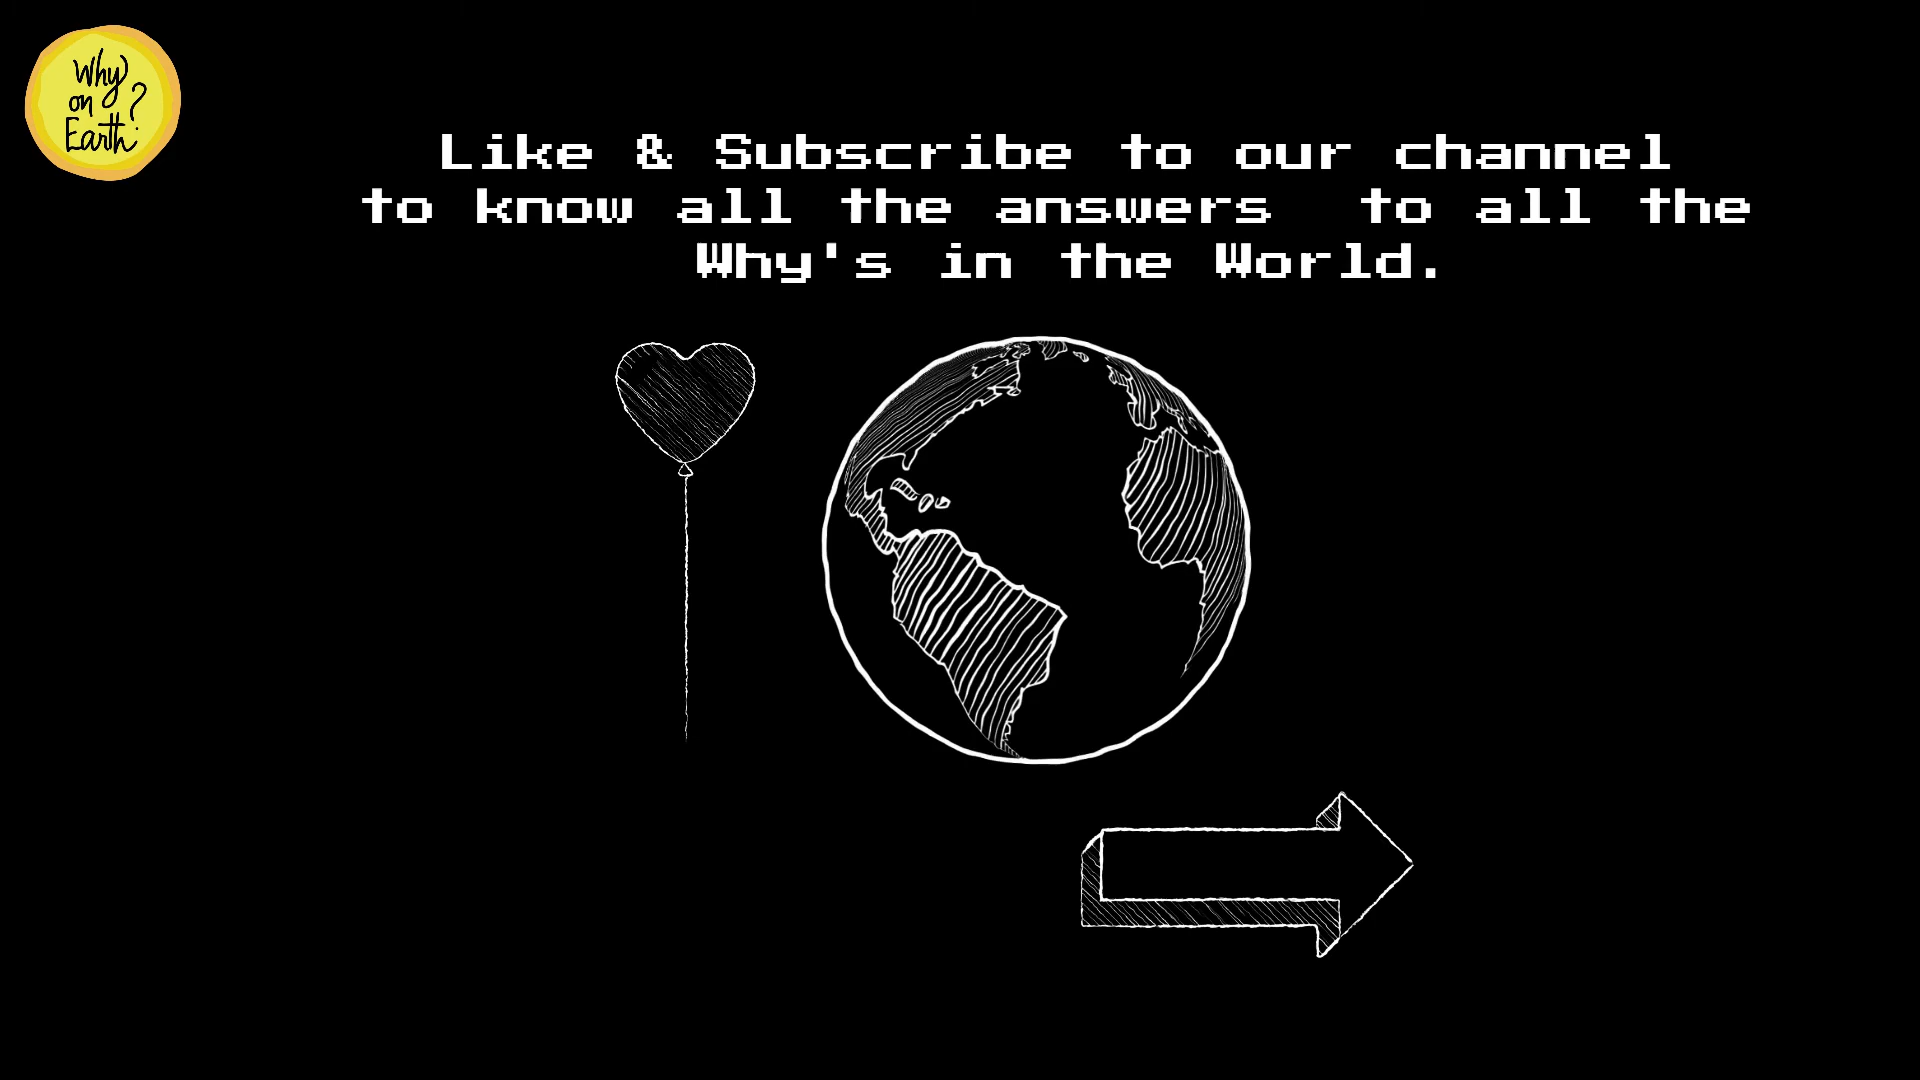 Why
on
Earth?
Like & Subscribe to our channel
to know all the answers  to all the
Why's in the World.